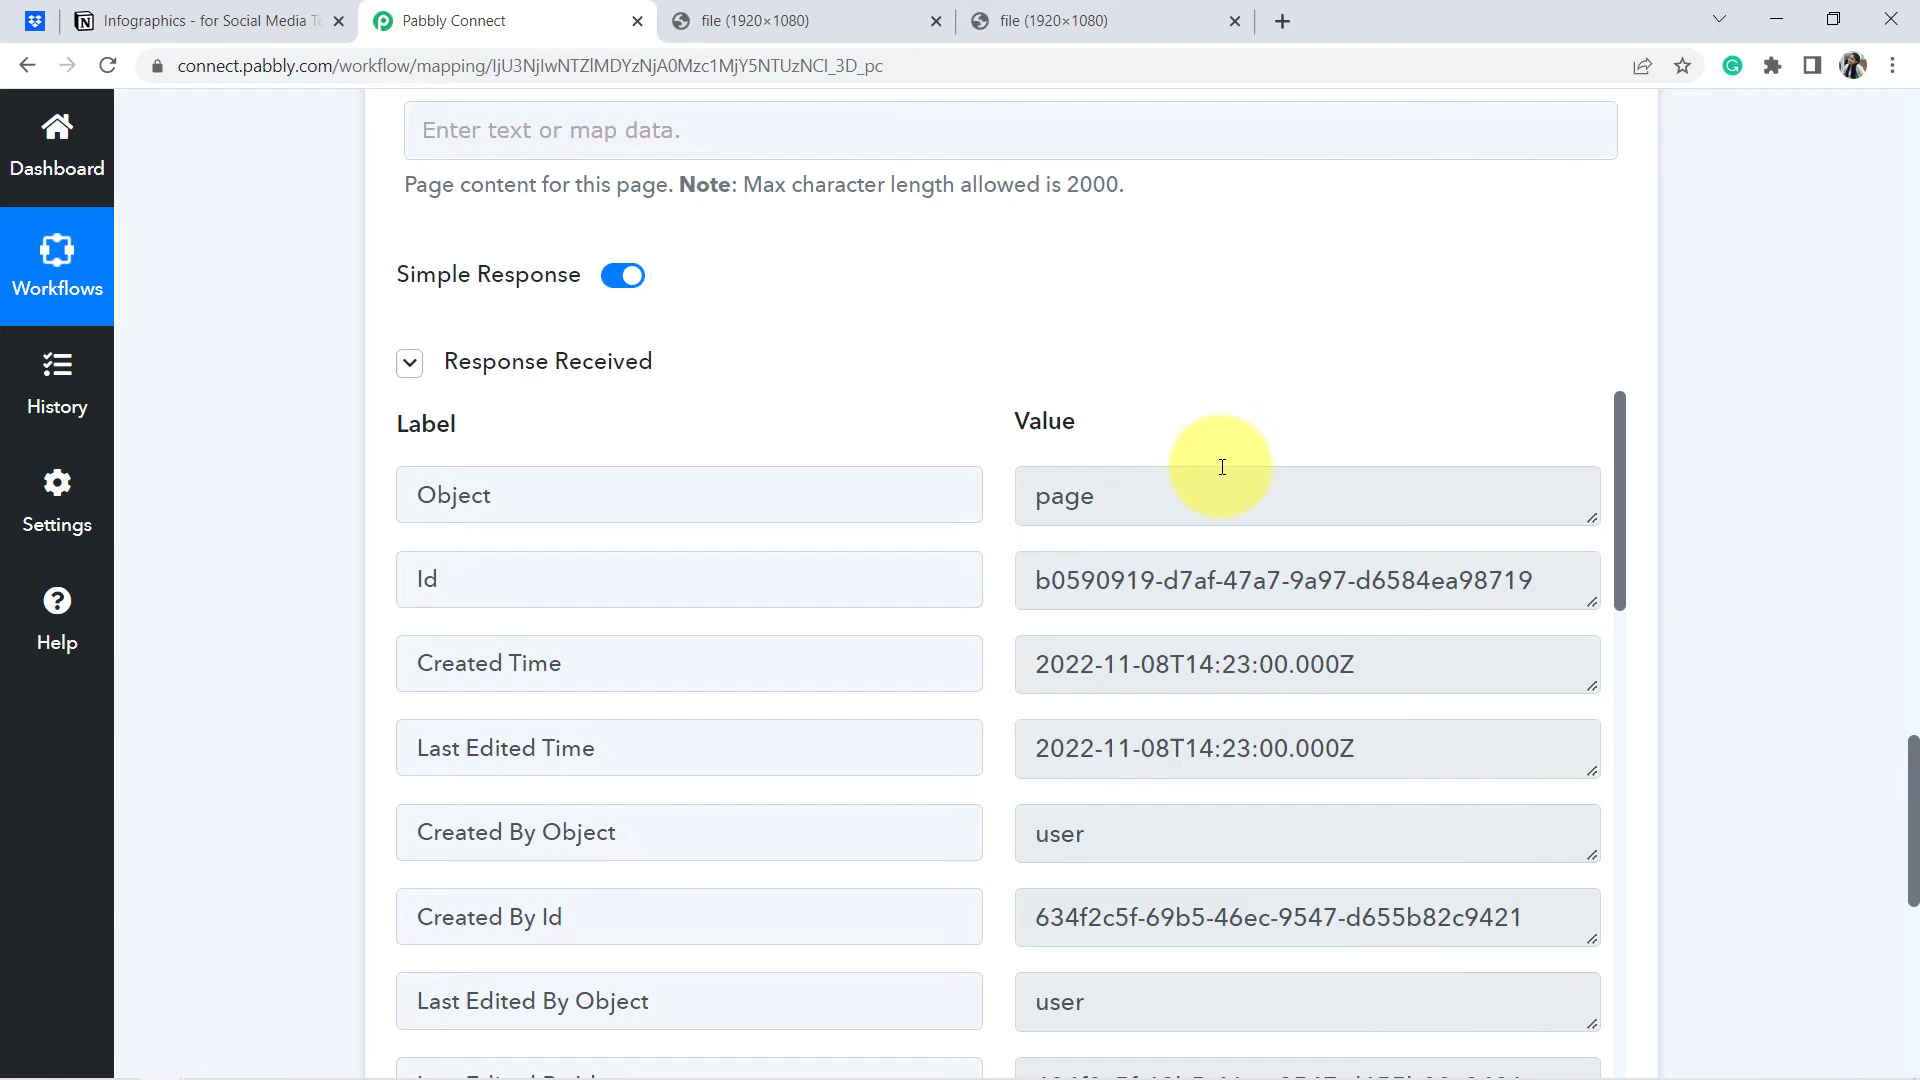 Infographics - for Social Media Te
Pabbly Connect
file (1920×1080)
file (1920×1080)
connect.pabbly.com/workflow/mapping/IjU3NjIwNTZlMDYzNjA0Mzc1MjY5NTUzNCI_3D_pc
Dashboard
Workflows
History
Settings
Help
Enter text or map data.
Page content for this page. Note: Max character length allowed is 2000.
Simple Response
Response Received
Label Value
Object page
Id b0590919-d7af-47a7-9a97-d6584ea98719
Created Time 2022-11-08T14:23:00.000Z
Last Edited Time 2022-11-08T14:23:00.000Z
Created By Object user
Created By Id 634f2c5f-69b5-46ec-9547-d655b82c9421
Last Edited By Object user